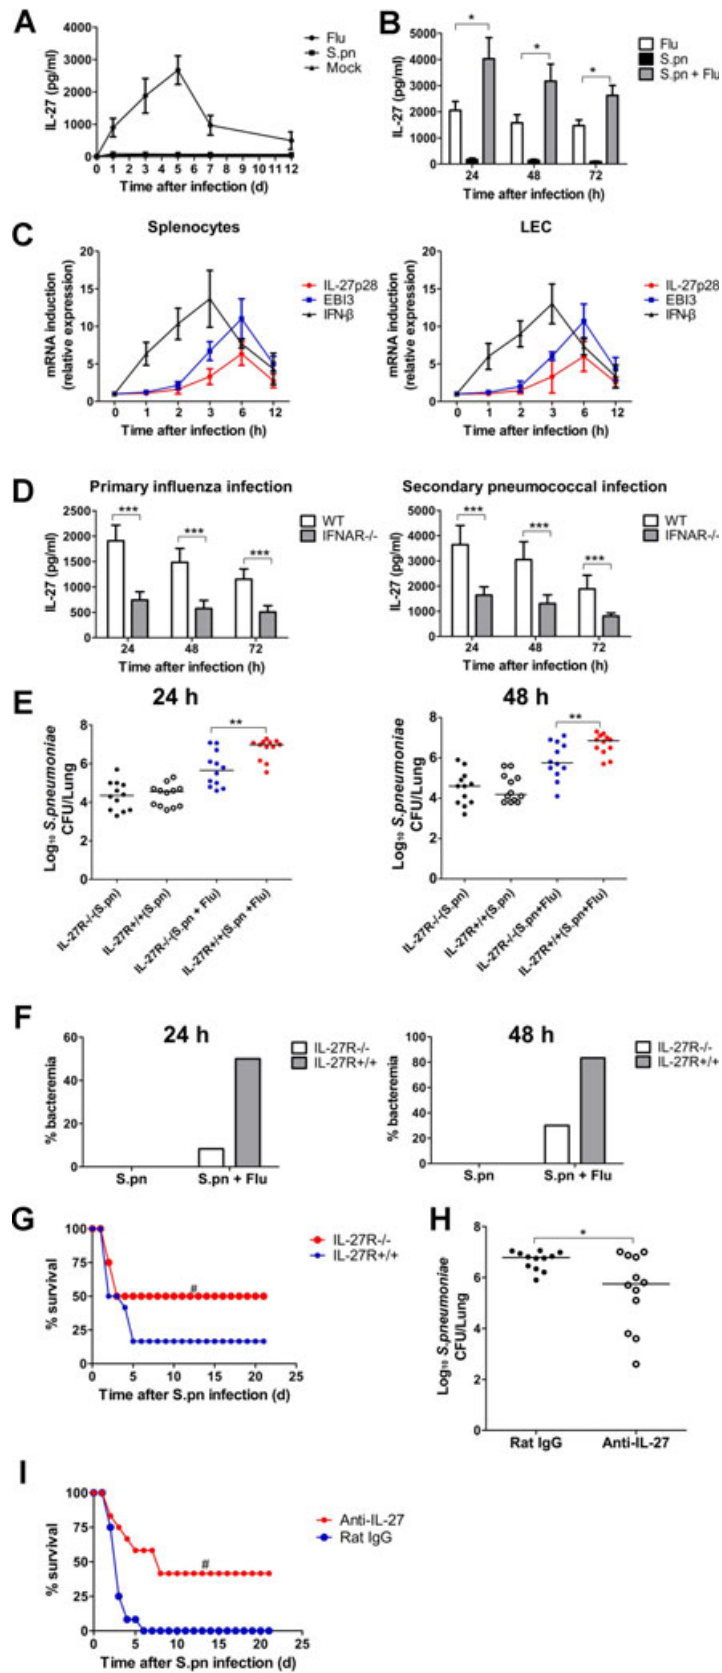 A
Flu
S.pn
Mock
IL-27 (pg/ml)
4000
3000
2000
1000
0
0 1 2 3 4 5 6 7 8 9 10 11 12
Time after infection (d)
B
*
*
*
Flu
S.pn
S.pn + Flu
IL-27 (pg/ml)
5000
4000
3000
2000
1000
0
24 48 72
Time after infection (h)
C
Splenocytes
mRNA induction
(relative expression)
20
15
10
5
0
0 1 2 3 6 12
Time after infection (h)
IL-27p28
EBI3
IFN-β
LEC
mRNA induction
(relative expression)
20
15
10
5
0
0 1 2 3 6 12
Time after infection (h)
IL-27p28
EBI3
IFN-β
D
Primary influenza infection
IL-27 (pg/ml)
2500
2000
1500
1000
500
0
***
***
***
24 48 72
Time after infection (h)
WT
IFNAR-/-
Secondary pneumococcal infection
IL-27 (pg/ml)
5000
4000
3000
2000
1000
0
***
***
***
24 48 72
Time after infection (h)
WT
IFNAR-/-
E
24 h
Log₁₀ S.pneumoniae
CFU/Lung
8
6
4
2
0
**
IL-27R-/-(S.pn)
IL-27R+/+(S.pn)
IL-27R-/-(S.pn + Flu)
IL-27R+/+(S.pn +Flu)
48 h
Log₁₀ S.pneumoniae
CFU/Lung
8
6
4
2
0
**
IL-27R-/-(S.pn)
IL-27R+/+(S.pn)
IL-27R-/-(S.pn+Flu)
IL-27R+/+(S.pn+Flu)
F
24 h
% bacteremia
60
40
20
0
S.pn S.pn + Flu
IL-27R-/-
IL-27R+/+
48 h
% bacteremia
100
80
60
40
20
0
S.pn S.pn + Flu
IL-27R-/-
IL-27R+/+
G
% survival
100
75
50
25
0
#
0 5 10 15 20 25
Time after S.pn infection (d)
IL-27R-/-
IL-27R+/+
H
Log₁₀ S.pneumoniae
CFU/Lung
8
6
4
2
0
*
Rat IgG Anti-IL-27
I
% survival
100
75
50
25
0
#
0 5 10 15 20 25
Time after S.pn infection (d)
Anti-IL-27
Rat IgG